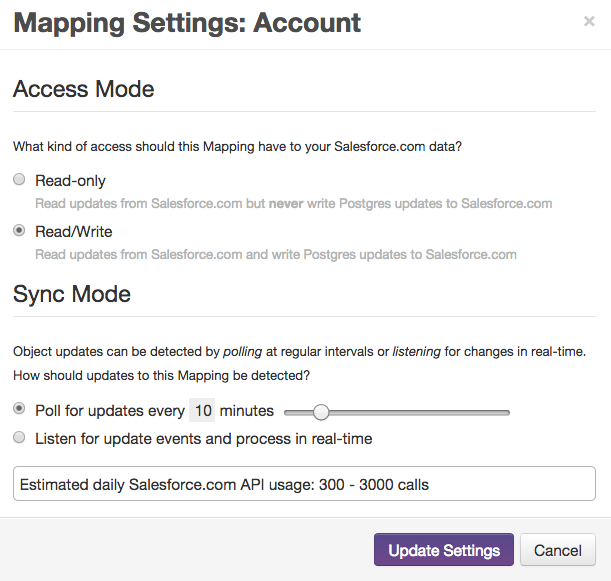 Mapping Settings: Account
×
Access Mode
What kind of access should this Mapping have to your Salesforce.com data?
Read-only
Read updates from Salesforce.com but never write Postgres updates to Salesforce.com
Read/Write
Read updates from Salesforce.com and write Postgres updates to Salesforce.com
Sync Mode
Object updates can be detected by polling at regular intervals or listening for changes in real-time.
How should updates to this Mapping be detected?
Poll for updates every 10 minutes
Listen for update events and process in real-time
Estimated daily Salesforce.com API usage: 300 - 3000 calls
Update Settings Cancel